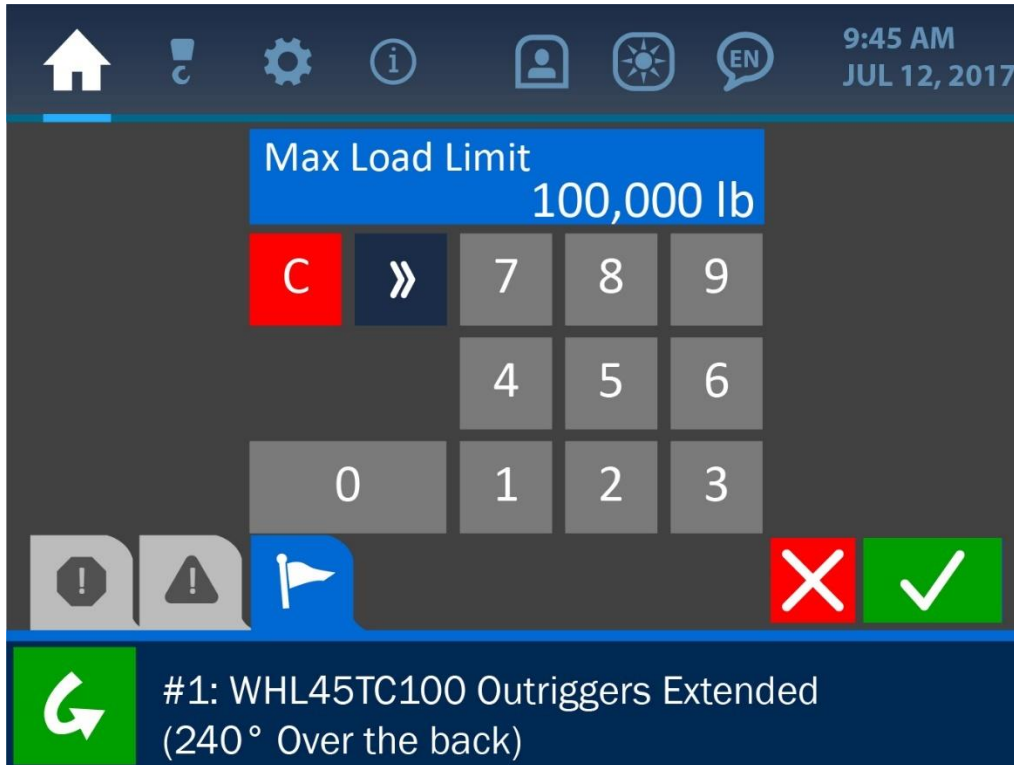 EN
9:45 AM
JUL 12, 2017
Max Load Limit
100,000 lb
C » 7 8 9
4 5 6
0 1 2 3
#1: WHL45TC100 Outriggers Extended
(240° Over the back)